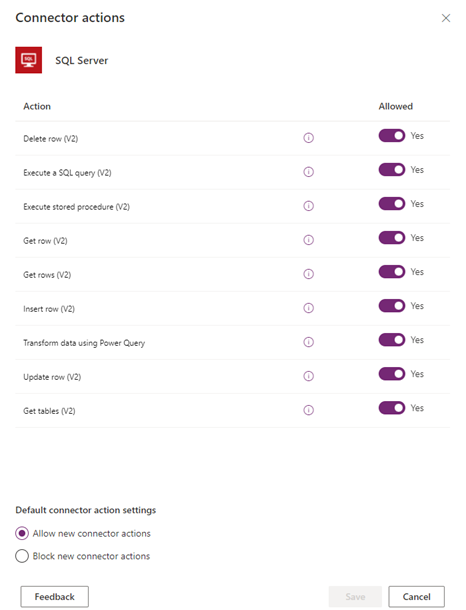 Connector actions
SQL
SQL Server
Action Allowed
Delete row (V2) Yes
Execute a SQL query (V2) Yes
Execute stored procedure (V2) Yes
Get row (V2) Yes
Get rows (V2) Yes
Insert row (V2) Yes
Transform data using Power Query Yes
Update row (V2) Yes
Get tables (V2) Yes
Default connector action settings
Allow new connector actions
Block new connector actions
Feedback Save Cancel